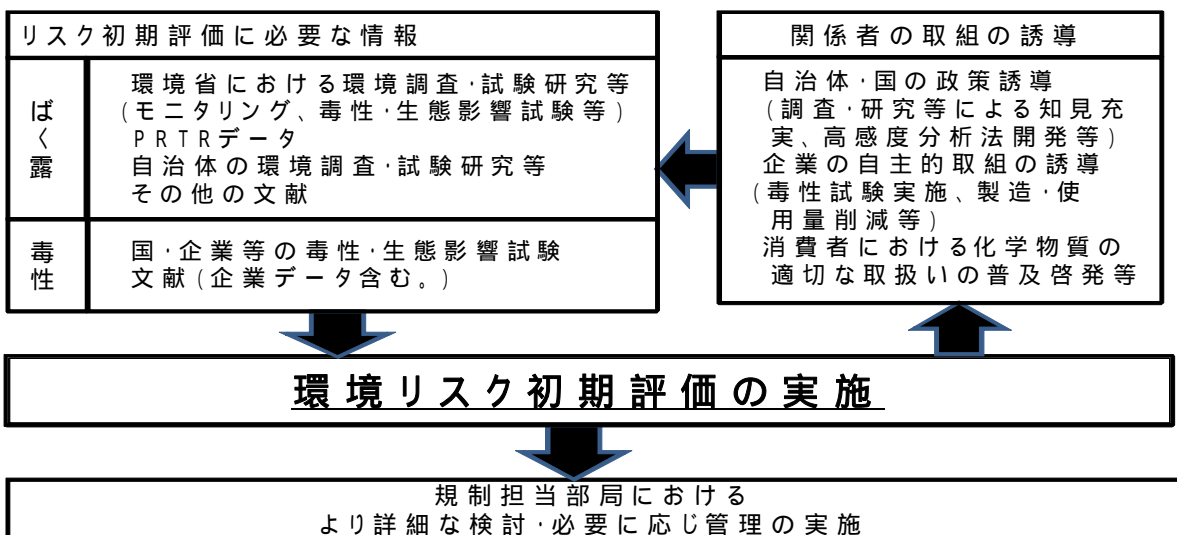 リスク初期評価に必要な情報
ばく露
環境省における環境調査・試験研究等
(モニタリング、毒性・生態影響試験等)
PRTRデータ
自治体の環境調査・試験研究等
その他の文献
毒性
国・企業等の毒性・生態影響試験
文献(企業データ含む。)
関係者の取組の誘導
自治体・国の政策誘導
(調査・研究等による知見充
実、高感度分析法開発等)
企業の自主的取組の誘導
(毒性試験実施、製造・使
用量削減等)
消費者における化学物質の
適切な取扱いの普及啓発等
環境リスク初期評価の実施
規制担当部局における
より詳細な検討・必要に応じ管理の実施